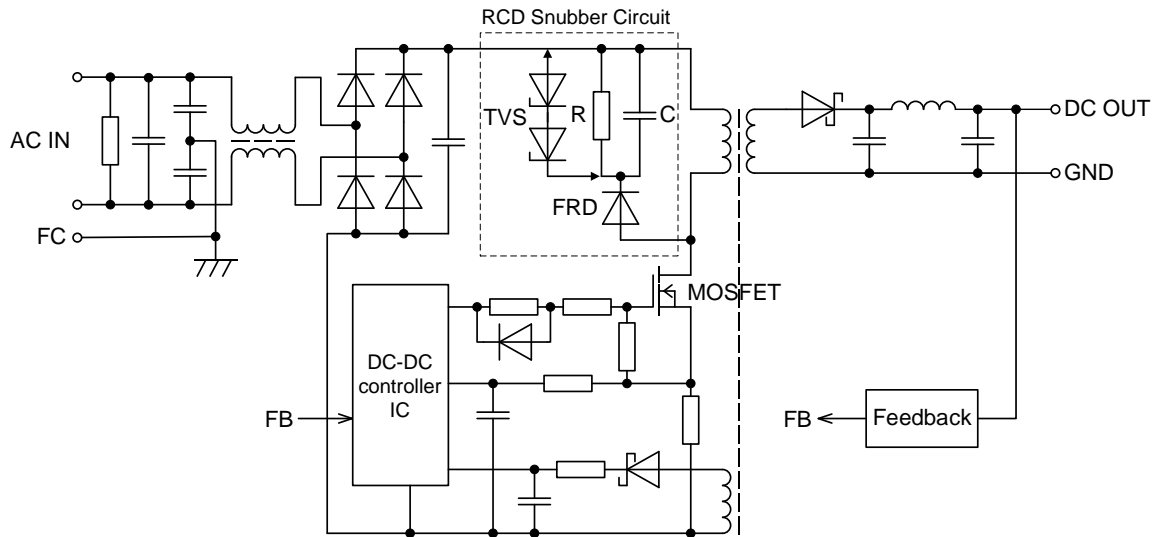 RCD Snubber Circuit
TVS
R
C
DC OUT
AC IN
GND
FRD
FC
MOSFET
DC-DC
controller
IC
FB
FB
Feedback